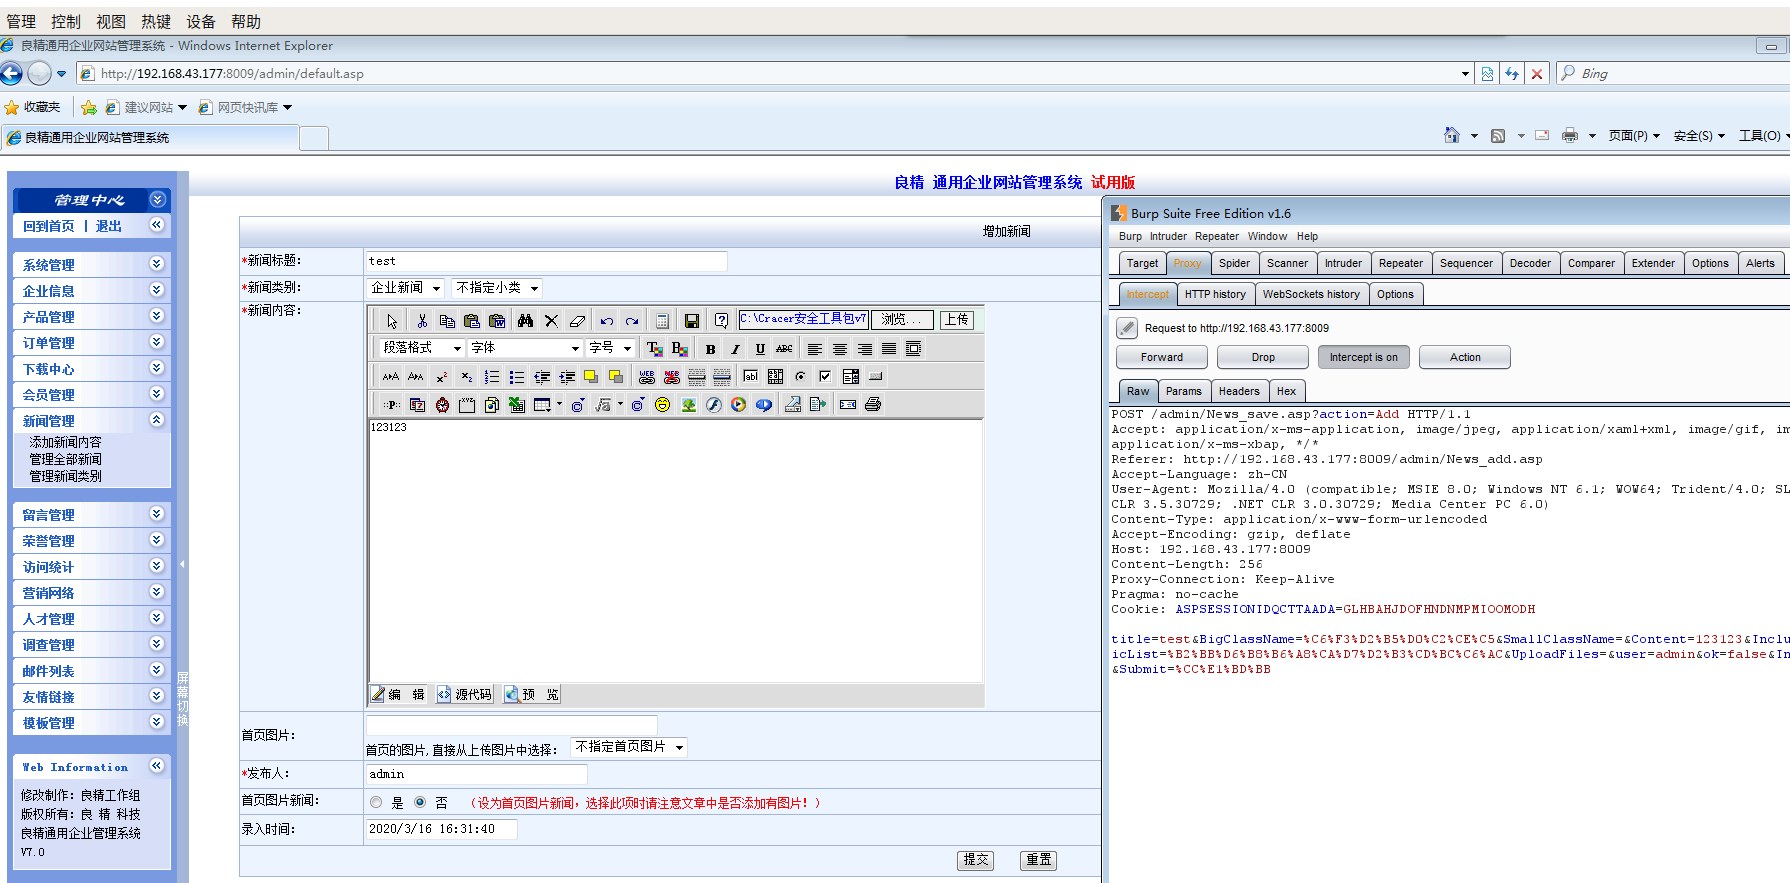 管理 控制 视图 热键 设备 帮助
良精通用企业网站管理系统 - Windows Internet Explorer
http://192.168.43.177:8009/admin/default.asp
Bing
收藏夹 建议网站 网页快讯库
良精通用企业网站管理系统
页面(P) 安全(S) 工具(O)
管理中心
回到首页 | 退出
系统管理
企业信息
产品管理
订单管理
下载中心
会员管理
新闻管理
添加新闻内容
管理全部新闻
管理新闻类别
留言管理
荣誉管理
访问统计
营销网络
人才管理
调查管理
邮件列表
友情链接
模板管理
Web Information
修改制作：良精工作组
版权所有：良 精 科技
良精通用企业管理系统
V7.0
屏幕切换
良精 通用企业网站管理系统 试用版
增加新闻
*新闻标题： test
*新闻类别： 企业新闻 不指定小类
*新闻内容：
C:\Cracer安全工具包v7 浏览... 上传
段落格式 字体 字号 B I U ABC
123123
编 辑 源代码 预 览
首页图片：
首页的图片,直接从上传图片中选择： 不指定首页图片
*发布人： admin
首页图片新闻： 是 否 （设为首页图片新闻，选择此项时请注意文章中是否添加有图片！）
录入时间： 2020/3/16 16:31:40
提交 重置
Burp Suite Free Edition v1.6
Burp Intruder Repeater Window Help
Target Proxy Spider Scanner Intruder Repeater Sequencer Decoder Comparer Extender Options Alerts
Intercept HTTP history WebSockets history Options
Request to http://192.168.43.177:8009
Forward Drop Intercept is on Action
Raw Params Headers Hex
POST /admin/News_save.asp?action=Add HTTP/1.1
Accept: application/x-ms-application, image/jpeg, application/xaml+xml, image/gif, im
application/x-ms-xbap, */*
Referer: http://192.168.43.177:8009/admin/News_add.asp
Accept-Language: zh-CN
User-Agent: Mozilla/4.0 (compatible; MSIE 8.0; Windows NT 6.1; WOW64; Trident/4.0; SL
CLR 3.5.30729; .NET CLR 3.0.30729; Media Center PC 6.0)
Content-Type: application/x-www-form-urlencoded
Accept-Encoding: gzip, deflate
Host: 192.168.43.177:8009
Content-Length: 256
Proxy-Connection: Keep-Alive
Pragma: no-cache
Cookie: ASPSESSIONIDQCTTAADA=GLHBAHJDOFHNDNMPMIOOMODH
title=test&BigClassName=%C6%F3%D2%B5%D0%C2%CE%C5&SmallClassName=&Content=123123&Inclu
icList=%B2%BB%D6%B8%B6%A8%CA%D7%D2%B3%CD%BC%C6%AC&UploadFiles=&user=admin&ok=false&In
&Submit=%CC%E1%BD%BB